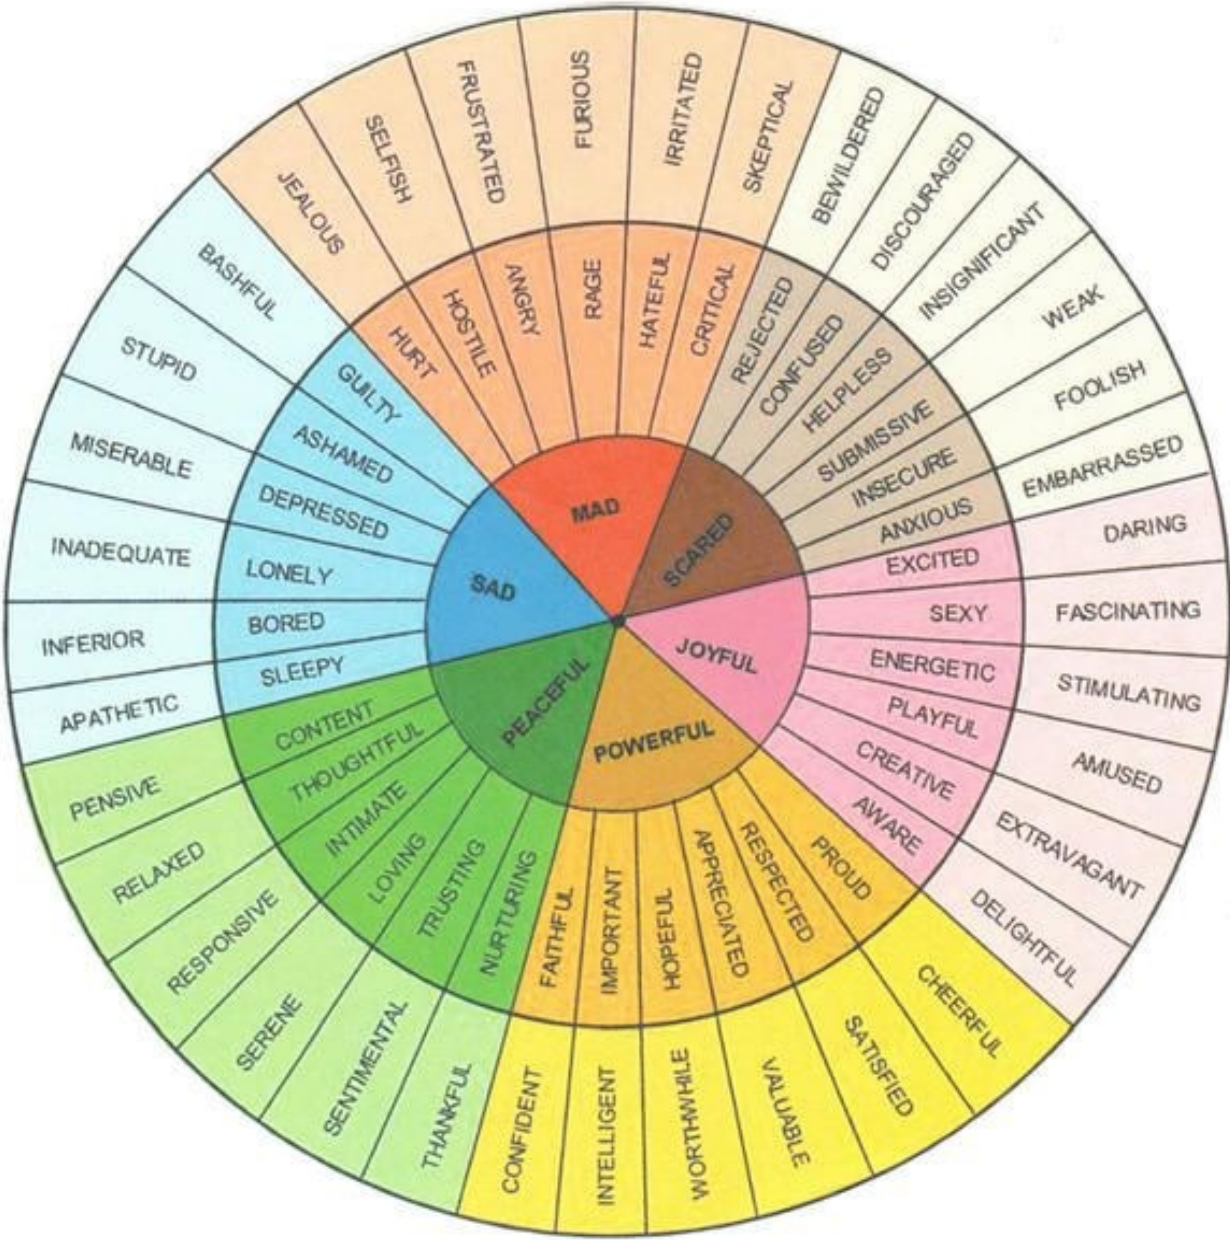 MAD
SCARED
JOYFUL
POWERFUL
PEACEFUL
SAD
HURT
HOSTILE
ANGRY
RAGE
HATEFUL
CRITICAL
REJECTED
CONFUSED
HELPLESS
SUBMISSIVE
INSECURE
ANXIOUS
EXCITED
SEXY
ENERGETIC
PLAYFUL
CREATIVE
AWARE
PROUD
RESPECTED
APPRECIATED
HOPEFUL
IMPORTANT
FAITHFUL
NURTURING
TRUSTING
LOVING
INTIMATE
THOUGHTFUL
CONTENT
SLEEPY
BORED
LONELY
DEPRESSED
ASHAMED
GUILTY
JEALOUS
SELFISH
FRUSTRATED
FURIOUS
IRRITATED
SKEPTICAL
BEWILDERED
DISCOURAGED
INSIGNIFICANT
WEAK
FOOLISH
EMBARRASSED
DARING
FASCINATING
STIMULATING
AMUSED
EXTRAVAGANT
DELIGHTFUL
CHEERFUL
SATISFIED
VALUABLE
WORTHWHILE
INTELLIGENT
CONFIDENT
THANKFUL
SENTIMENTAL
SERENE
RESPONSIVE
RELAXED
PENSIVE
APATHETIC
INFERIOR
INADEQUATE
MISERABLE
STUPID
BASHFUL